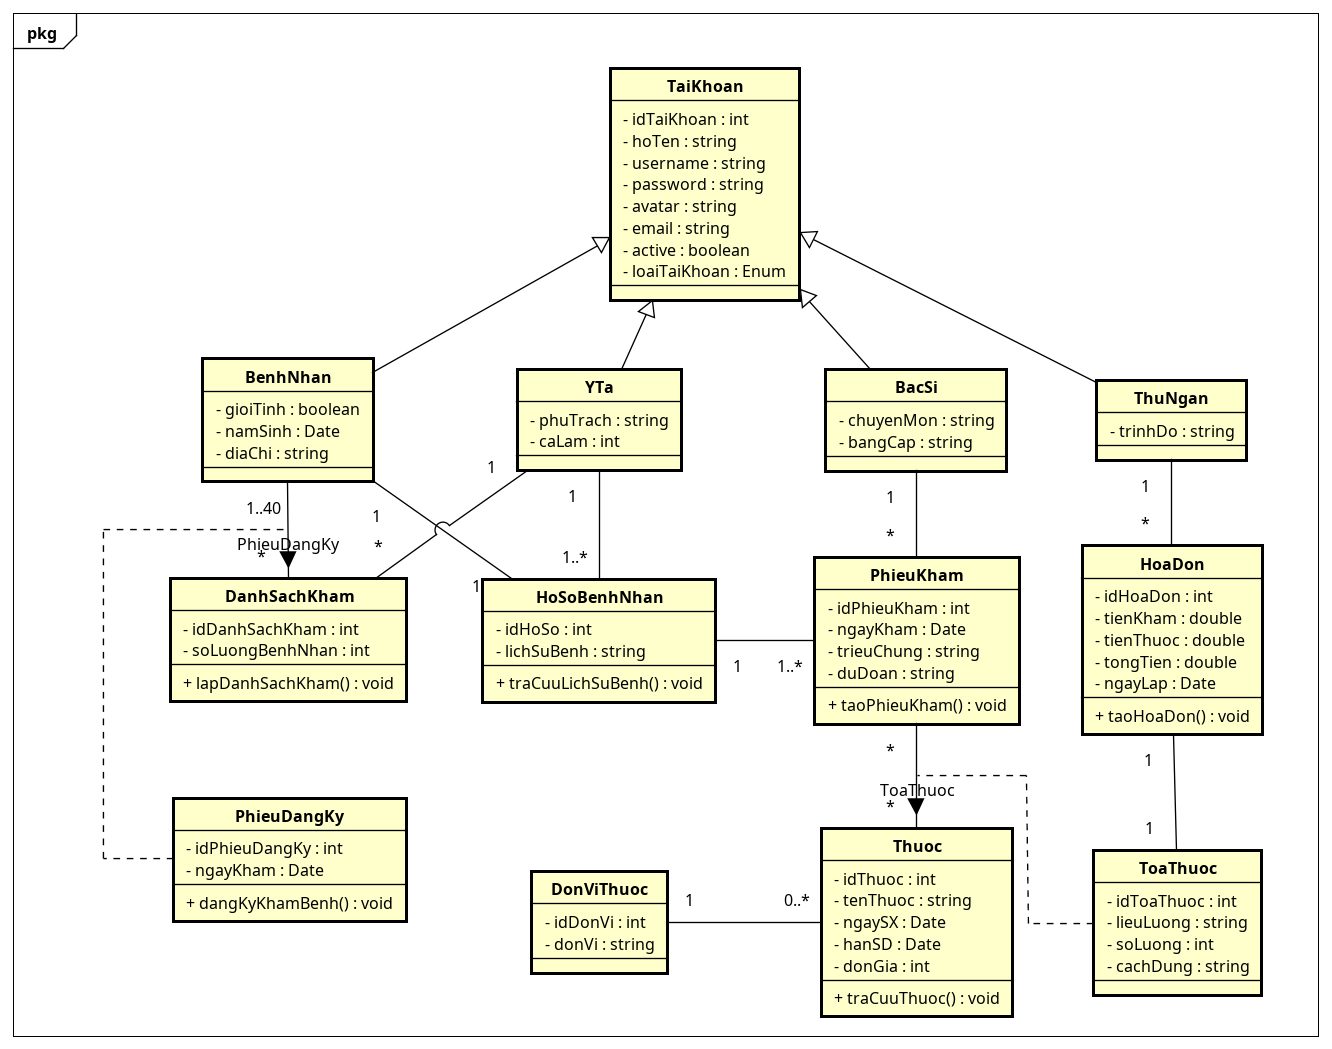 pkg
TaiKhoan
- idTaiKhoan : int
- hoTen : string
- username : string
- password : string
- avatar : string
- email : string
- active : boolean
- loaiTaiKhoan : Enum
BenhNhan
- gioiTinh : boolean
- namSinh : Date
- diaChi : string
YTa
- phuTrach : string
- caLam : int
BacSi
- chuyenMon : string
- bangCap : string
ThuNgan
- trinhDo : string
1..40
PhieuDangKy
*
1
*
1
1
1
1..*
1
*
1
*
DanhSachKham
- idDanhSachKham : int
- soLuongBenhNhan : int
+ lapDanhSachKham() : void
HoSoBenhNhan
- idHoSo : int
- lichSuBenh : string
+ traCuuLichSuBenh() : void
1
1..*
PhieuKham
- idPhieuKham : int
- ngayKham : Date
- trieuChung : string
- duDoan : string
+ taoPhieuKham() : void
HoaDon
- idHoaDon : int
- tienKham : double
- tienThuoc : double
- tongTien : double
- ngayLap : Date
+ taoHoaDon() : void
*
ToaThuoc
*
1
1
PhieuDangKy
- idPhieuDangKy : int
- ngayKham : Date
+ dangKyKhamBenh() : void
DonViThuoc
- idDonVi : int
- donVi : string
1
0..*
Thuoc
- idThuoc : int
- tenThuoc : string
- ngaySX : Date
- hanSD : Date
- donGia : int
+ traCuuThuoc() : void
ToaThuoc
- idToaThuoc : int
- lieuLuong : string
- soLuong : int
- cachDung : string